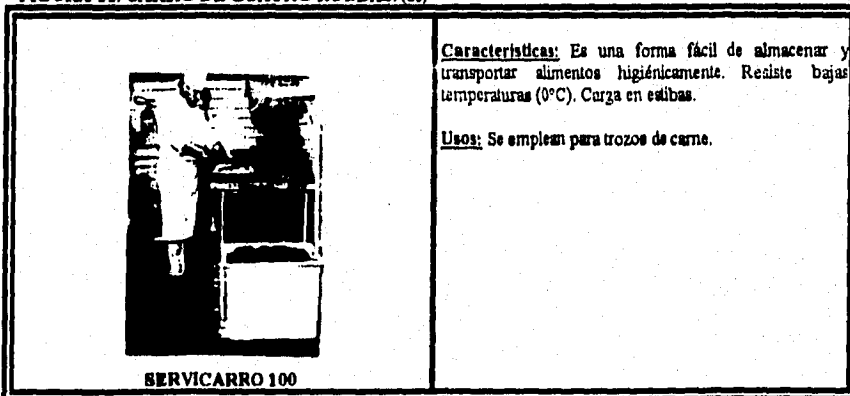 Características: Es una forma fácil de almacenar y
transportar alimentos higiénicamente. Resiste bajas
temperaturas (0°C). Carga en estibas.
Usos: Se emplean para trozos de carne.
SERVICARRO 100